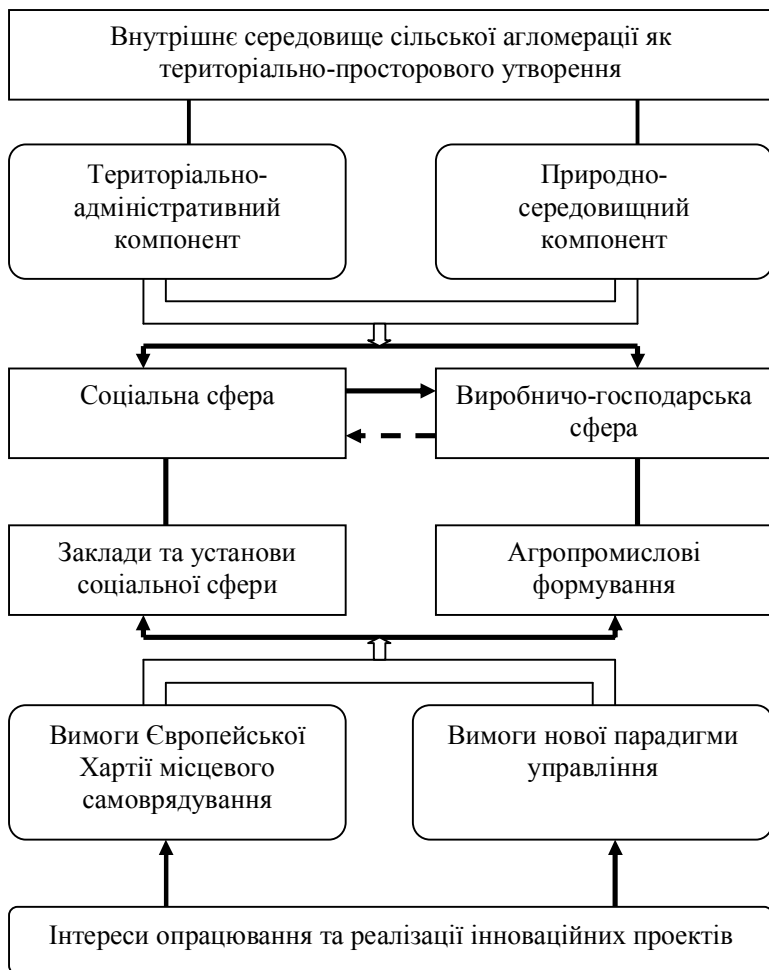 Внутрішнє середовище сільської агломерації як
територіально-просторового утворення
Територіально-
адміністративний
компонент
Природно-
середовищний
компонент
Соціальна сфера
Виробничо-господарська
сфера
Заклади та установи
соціальної сфери
Агропромислові
формування
Вимоги Європейської
Хартії місцевого
самоврядування
Вимоги нової парадигми
управління
Інтереси опрацювання та реалізації інноваційних проектів